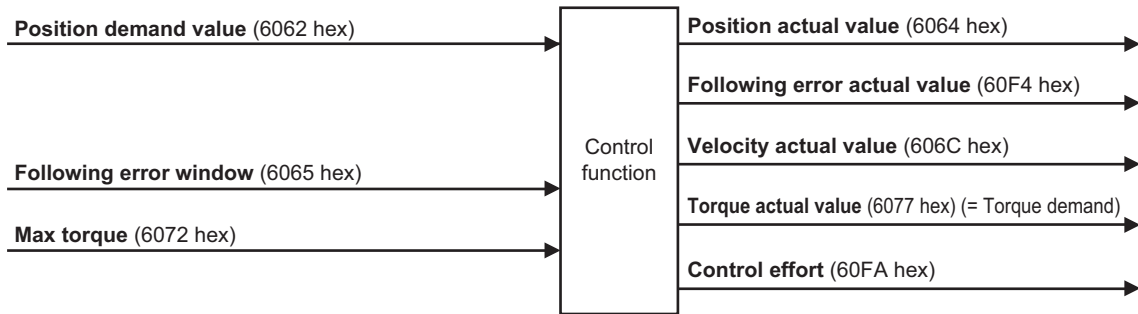 Position demand value (6062 hex)
Following error window (6065 hex)
Max torque (6072 hex)
Control
function
Position actual value (6064 hex)
Following error actual value (60F4 hex)
Velocity actual value (606C hex)
Torque actual value (6077 hex) (= Torque demand)
Control effort (60FA hex)